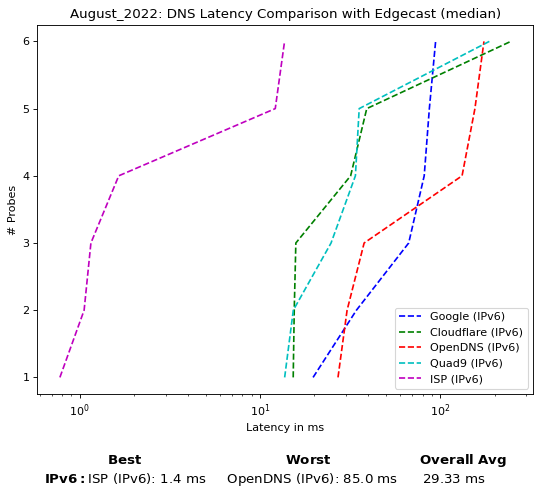 August_2022: DNS Latency Comparison with Edgecast (median)
6
5
4
3
2
1
# Probes
Google (IPv6)
Cloudflare (IPv6)
OpenDNS (IPv6)
Quad9 (IPv6)
ISP (IPv6)
10⁰ 10¹ 10²
Latency in ms
Best Worst Overall Avg
IPv6: ISP (IPv6): 1.4 ms OpenDNS (IPv6): 85.0 ms 29.33 ms